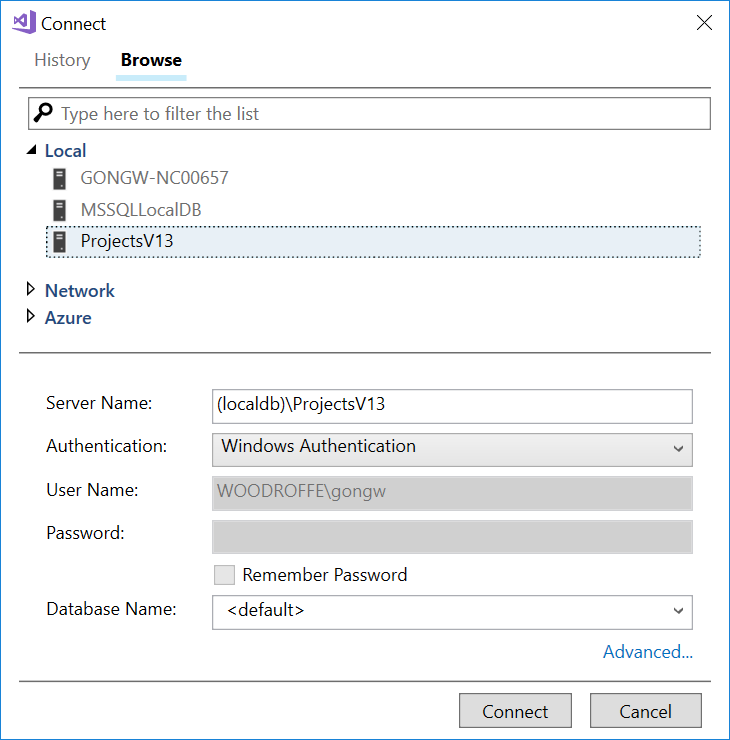 Connect
History Browse
Type here to filter the list
Local
GONGW-NC00657
MSSQLLocalDB
ProjectsV13
Network
Azure
Server Name: (localdb)\ProjectsV13
Authentication: Windows Authentication
User Name: WOODROFFE\gongw
Password:
Remember Password
Database Name: <default>
Advanced...
Connect Cancel